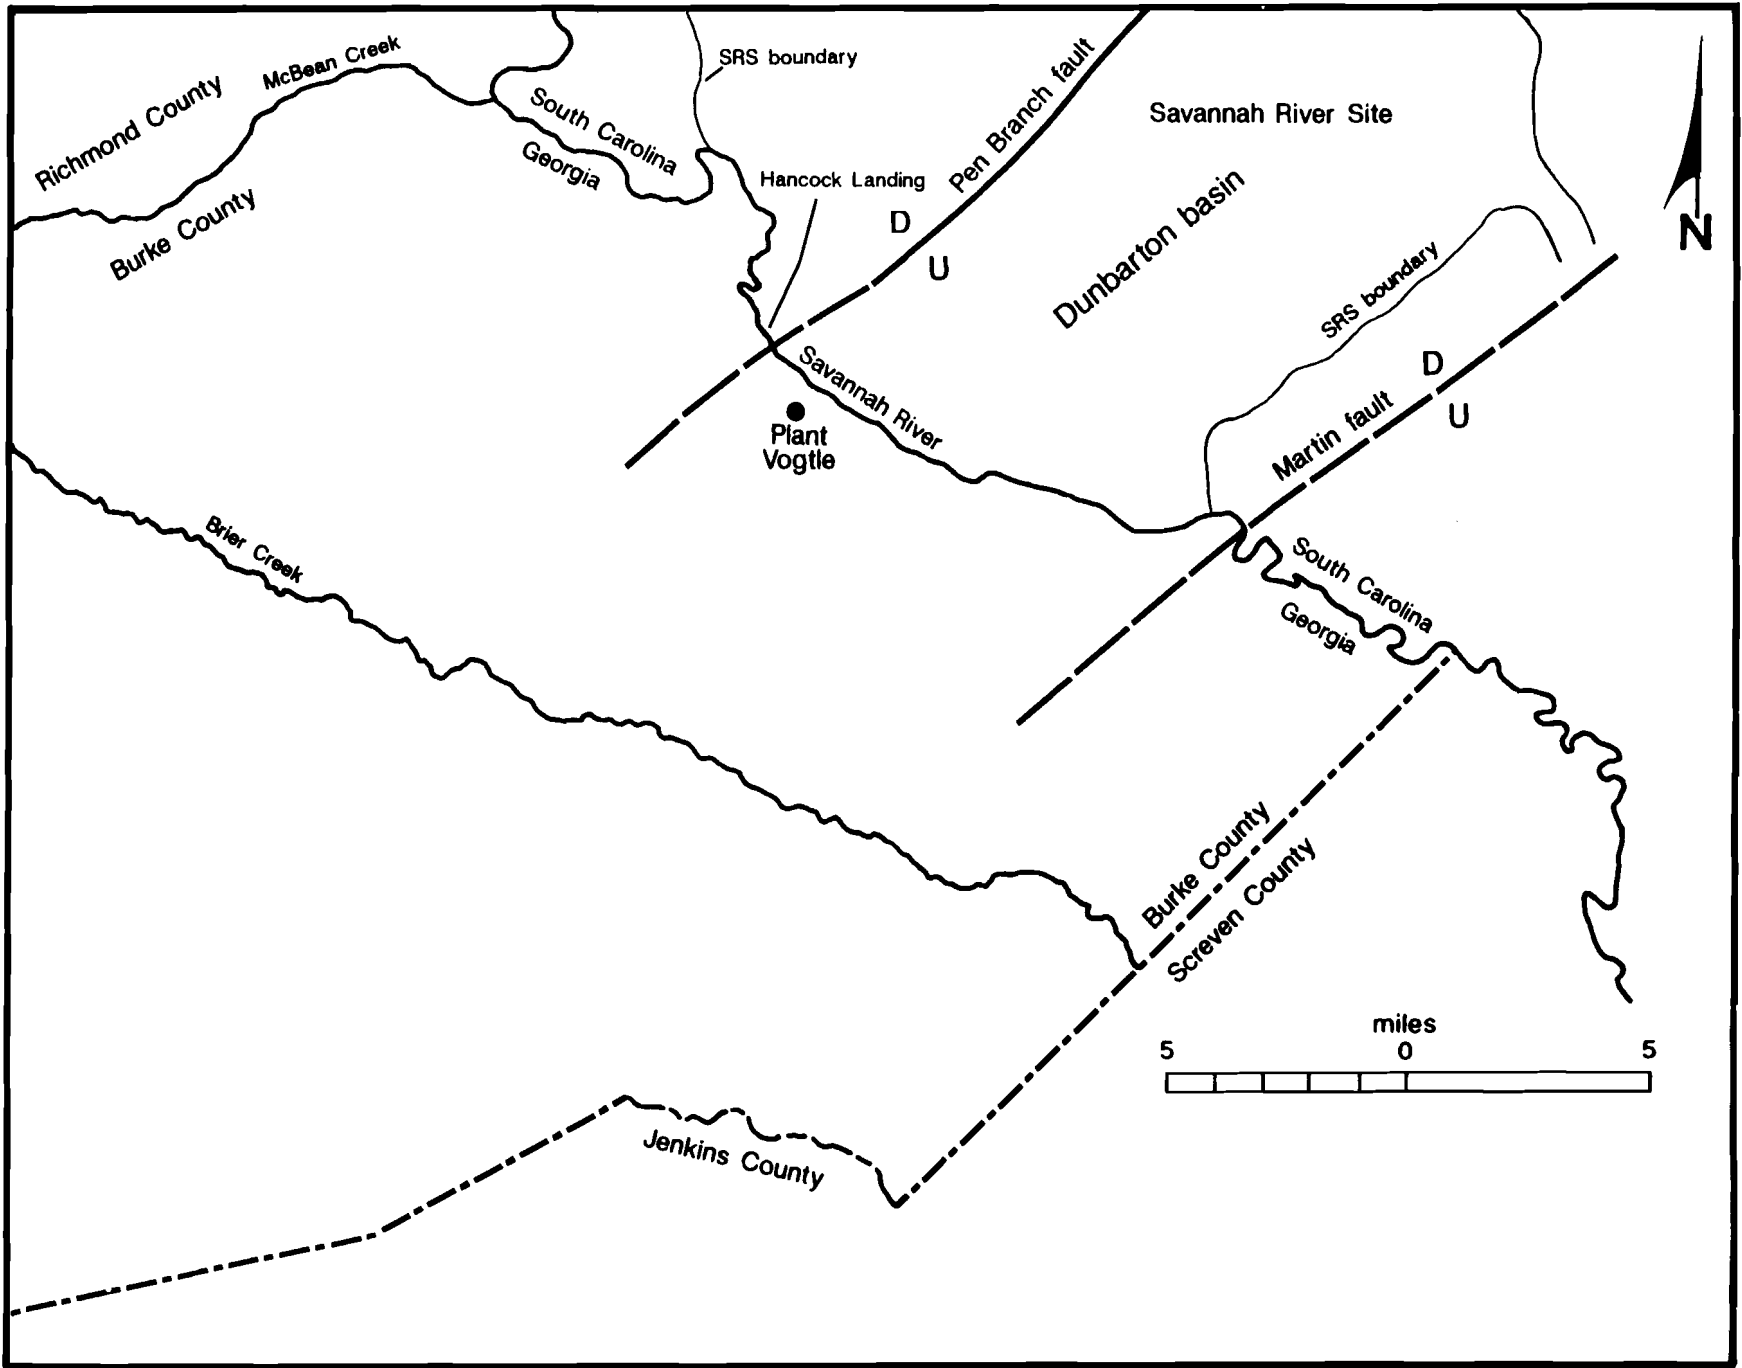 McBean Creek
Richmond County
Burke County
SRS boundary
South Carolina
Georgia
Hancock Landing
Pen Branch fault
D
U
Savannah River Site
Dunbarton basin
N
SRS boundary
D
U
Martin fault
Savannah River
Plant
Vogtle
Brier Creek
South Carolina
Georgia
Burke County
Screven County
miles
5 0 5
Jenkins County